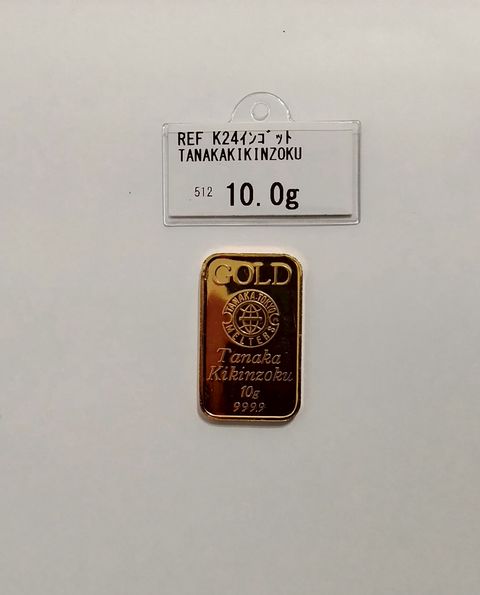 REF K24ｲﾝｺﾞｯﾄ
TANAKAKIKINZOKU
512 10.0g
GOLD
TANAKA.TOKYO
MELTERS
Tanaka
Kikinzoku
10g
999.9